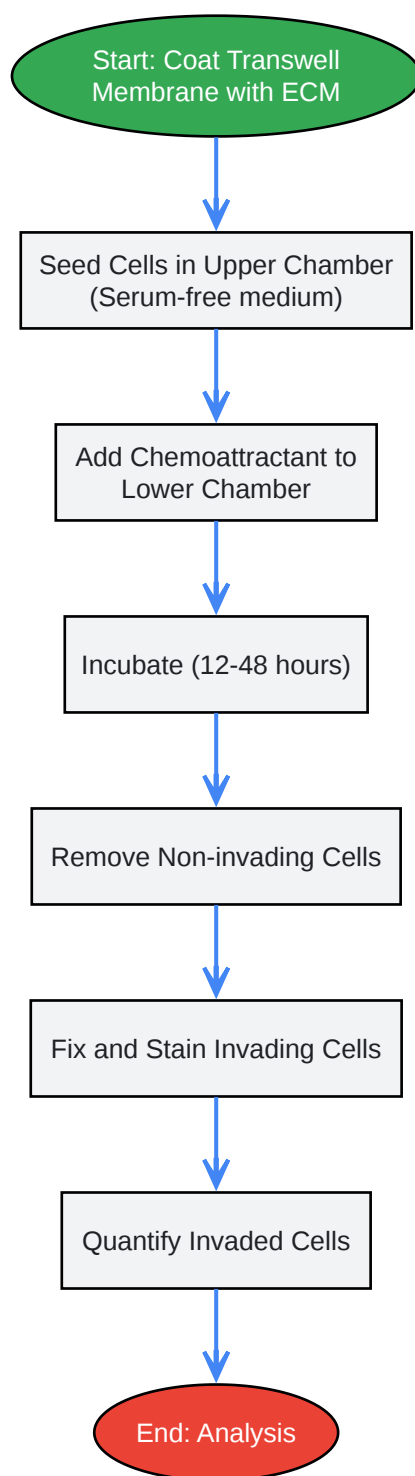 Start: Coat Transwell
Membrane with ECM
Seed Cells in Upper Chamber
(Serum-free medium)
Add Chemoattractant to
Lower Chamber
Incubate (12-48 hours)
Remove Non-invading Cells
Fix and Stain Invading Cells
Quantify Invaded Cells
End: Analysis